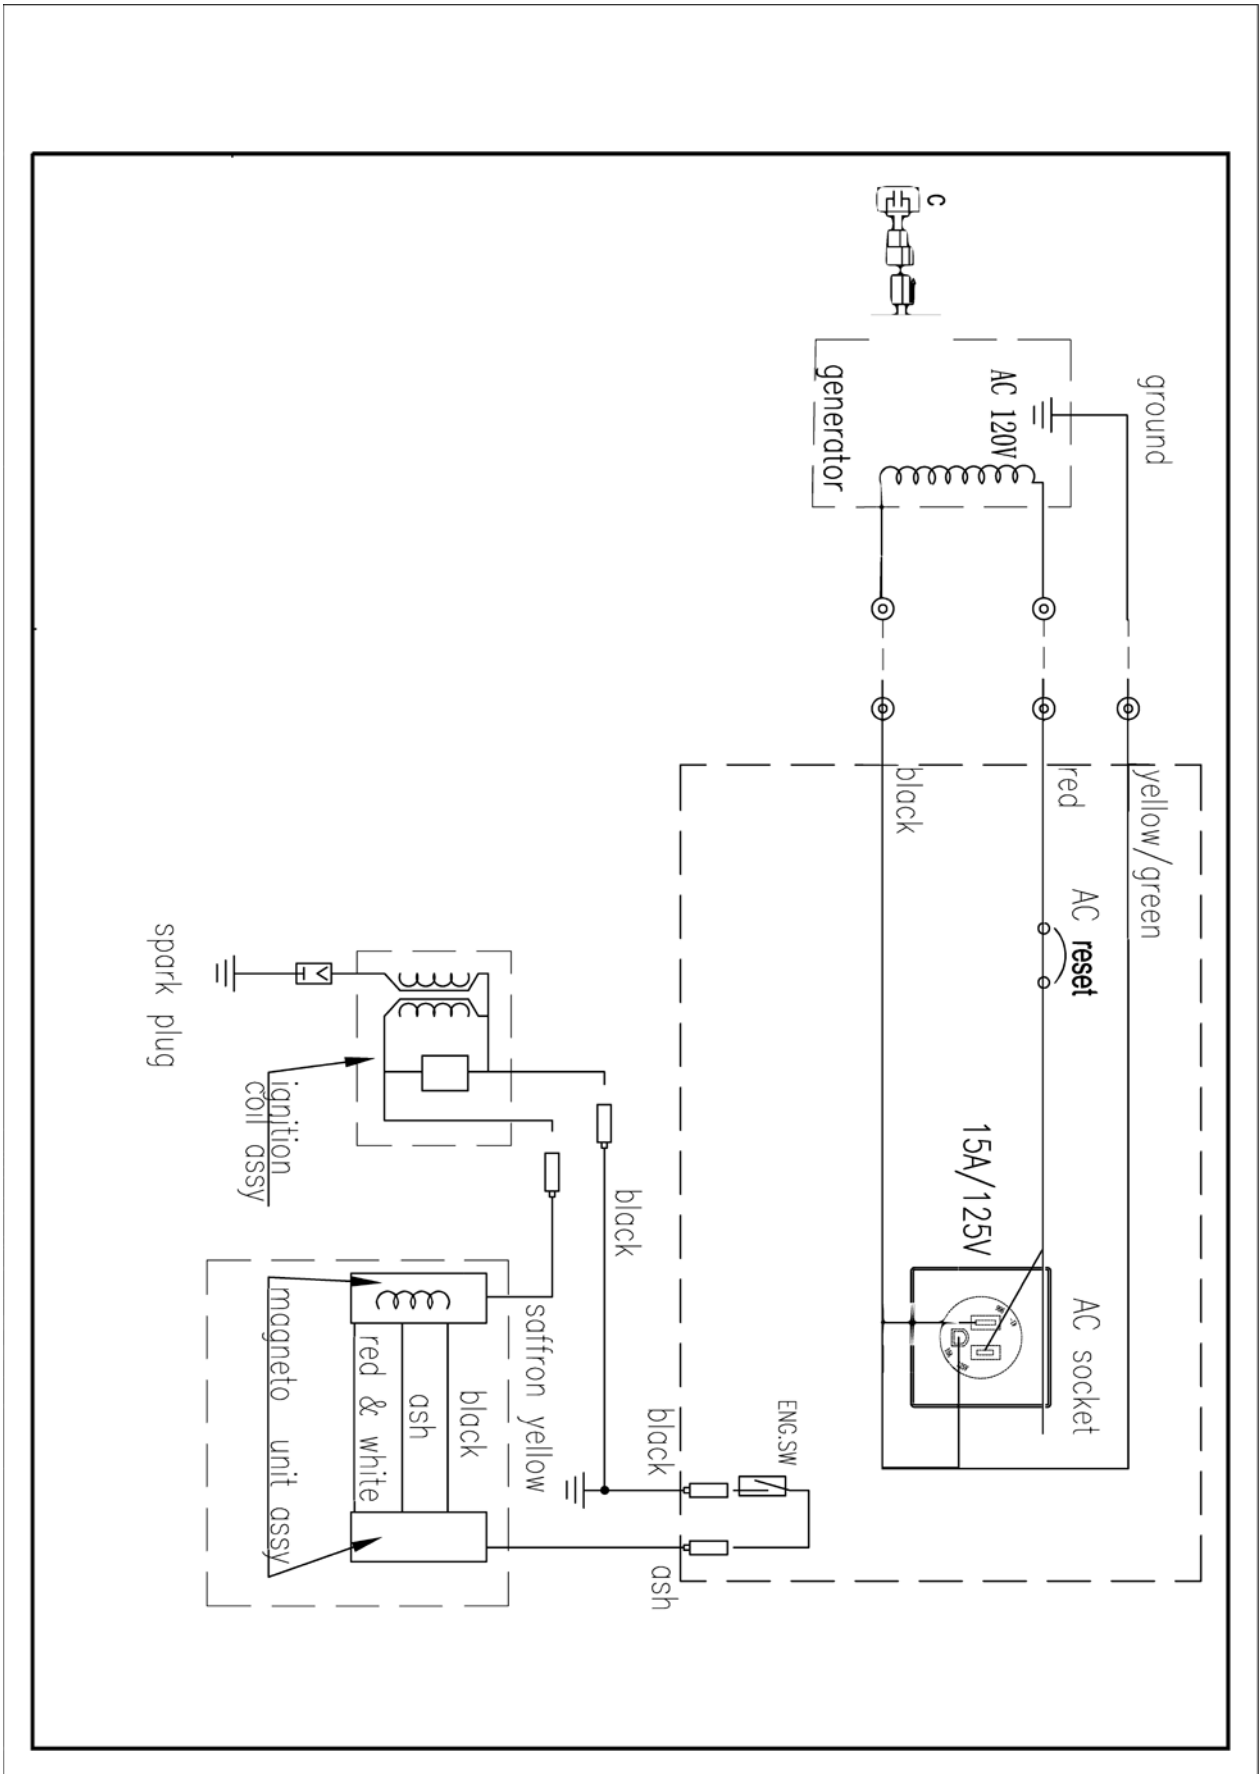 ground
AC 120V
generator
C
yellow/green
red
black
AC reset
15A/125V
AC socket
ENG.SW
black
ash
black
saffron yellow
spark plug
ignition
coil assy
black
ash
red & white
magneto unit assy